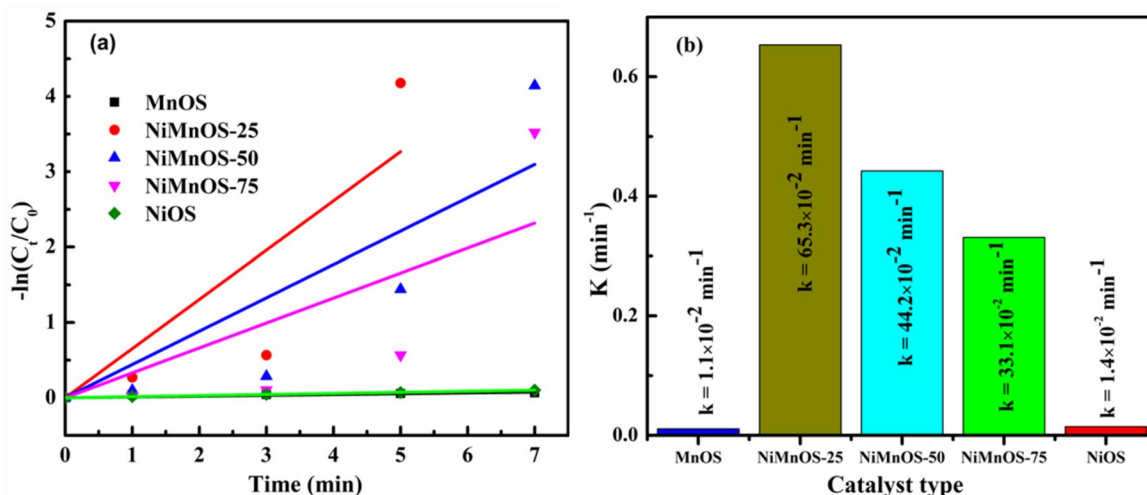 (a)
MnOS
NiMnOS-25
NiMnOS-50
NiMnOS-75
NiOS
-ln(Cₜ/C₀)
5
4
3
2
1
0
0 1 2 3 4 5 6 7
Time (min)
(b)
K (min⁻¹)
0.6
0.4
0.2
0.0
k = 1.1×10⁻² min⁻¹
k = 65.3×10⁻² min⁻¹
k = 44.2×10⁻² min⁻¹
k = 33.1×10⁻² min⁻¹
k = 1.4×10⁻² min⁻¹
MnOS NiMnOS-25 NiMnOS-50 NiMnOS-75 NiOS
Catalyst type